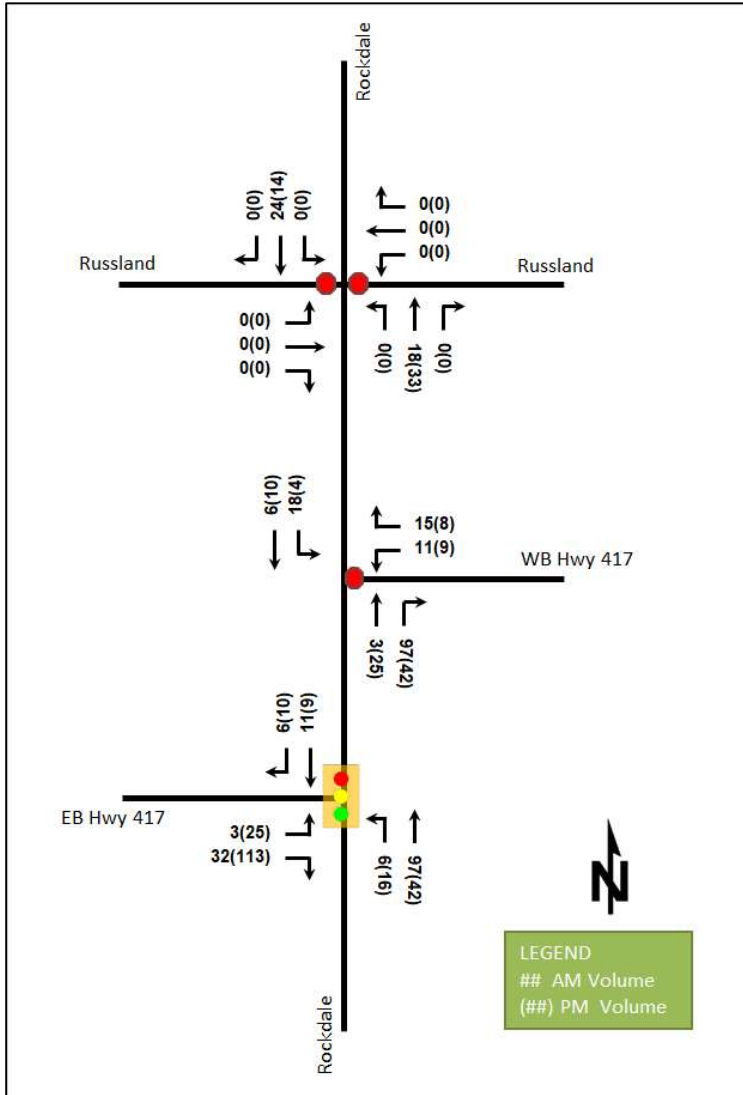 Rockdale
0(0)
24(14)
0(0)
0(0)
0(0)
0(0)
Russland
Russland
0(0)
0(0)
0(0)
0(0)
18(33)
0(0)
6(10)
18(4)
15(8)
11(9)
WB Hwy 417
3(25)
97(42)
6(10)
11(9)
EB Hwy 417
3(25)
32(113)
6(16)
97(42)
N
LEGEND
## AM Volume
(##) PM Volume
Rockdale